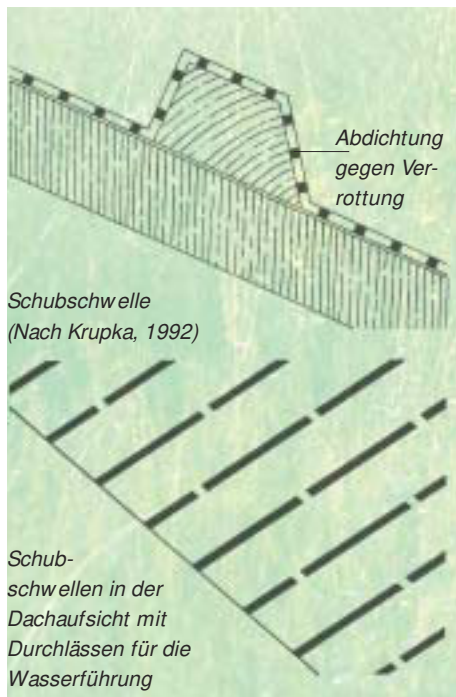 Abdichtung
gegen Ver-
rottung
Schubschwelle
(Nach Krupka, 1992)
Schub-
schwellen in der
Dachaufsicht mit
Durchlässen für die
Wasserführung